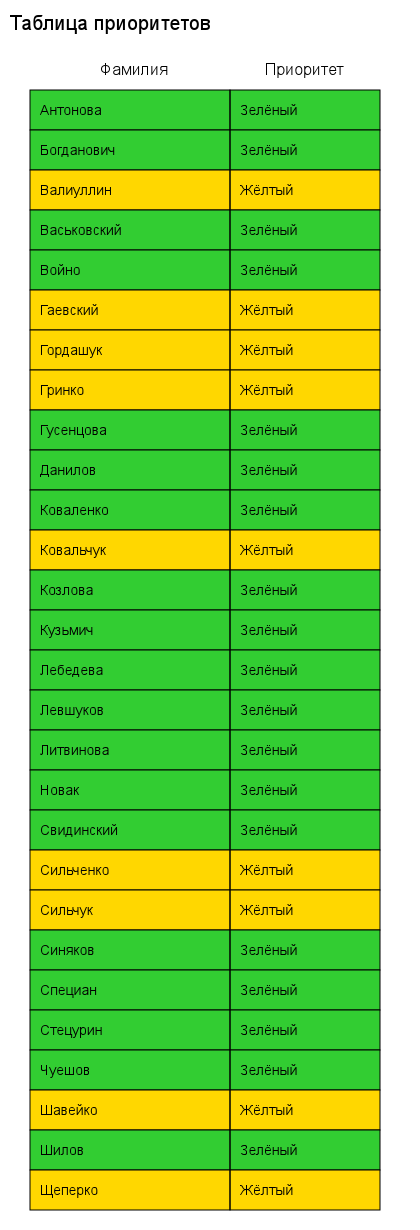 Таблица приоритетов
Фамилия Приоритет
Антонова Зелёный
Богданович Зелёный
Валиуллин Жёлтый
Васьковский Зелёный
Войно Зелёный
Гаевский Жёлтый
Гордашук Жёлтый
Гринко Жёлтый
Гусенцова Зелёный
Данилов Зелёный
Коваленко Зелёный
Ковальчук Жёлтый
Козлова Зелёный
Кузьмич Зелёный
Лебедева Зелёный
Левшуков Зелёный
Литвинова Зелёный
Новак Зелёный
Свидинский Зелёный
Сильченко Жёлтый
Сильчук Жёлтый
Синяков Зелёный
Специан Зелёный
Стецурин Зелёный
Чуешов Зелёный
Шавейко Жёлтый
Шилов Зелёный
Щеперко Жёлтый